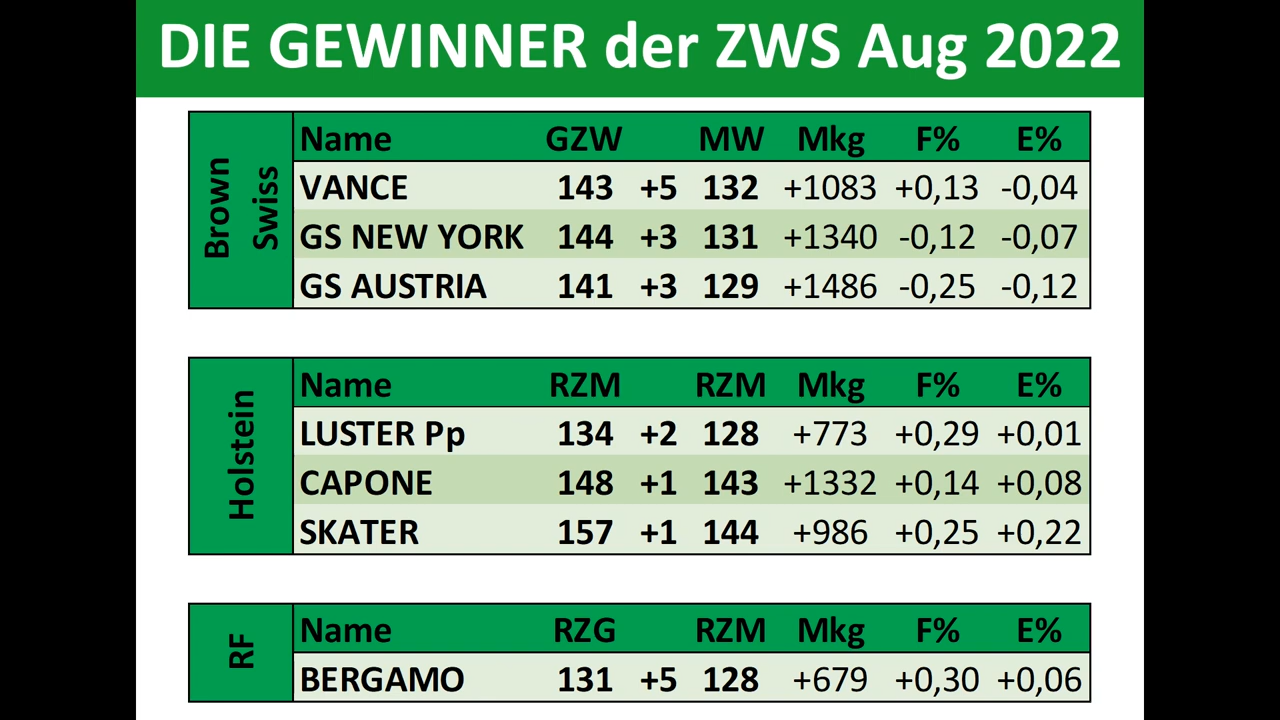 DIE GEWINNER der ZWS Aug 2022
Brown
Swiss
Name GZW MW Mkg F% E%
VANCE 143 +5 132 +1083 +0,13 -0,04
GS NEW YORK 144 +3 131 +1340 -0,12 -0,07
GS AUSTRIA 141 +3 129 +1486 -0,25 -0,12
Holstein
Name RZM RZM Mkg F% E%
LUSTER Pp 134 +2 128 +773 +0,29 +0,01
CAPONE 148 +1 143 +1332 +0,14 +0,08
SKATER 157 +1 144 +986 +0,25 +0,22
RF
Name RZG RZM Mkg F% E%
BERGAMO 131 +5 128 +679 +0,30 +0,06